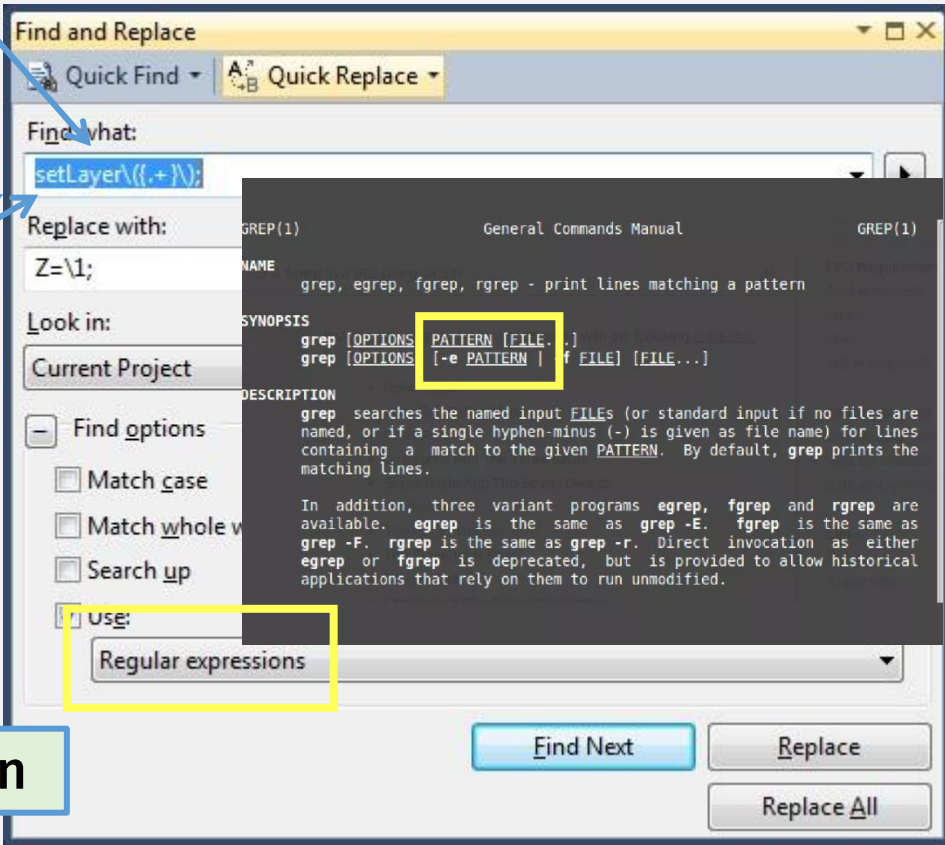 Find and Replace
Quick Find
Quick Replace
Find what:
setLayer\({.+}\);
Replace with:
Z=\1;
Look in:
Current Project
Find options
Match case
Match whole w
Search up
Use:
Regular expressions
Find Next
Replace
Replace All
n
GREP(1) General Commands Manual GREP(1)
NAME
grep, egrep, fgrep, rgrep - print lines matching a pattern
SYNOPSIS
grep [OPTIONS] PATTERN [FILE...]
grep [OPTIONS] [-e PATTERN | -f FILE] [FILE...]
DESCRIPTION
grep searches the named input FILEs (or standard input if no files are
named, or if a single hyphen-minus (-) is given as file name) for lines
containing a match to the given PATTERN. By default, grep prints the
matching lines.
In addition, three variant programs egrep, fgrep and rgrep are
available. egrep is the same as grep -E. fgrep is the same as
grep -F. rgrep is the same as grep -r. Direct invocation as either
egrep or fgrep is deprecated, but is provided to allow historical
applications that rely on them to run unmodified.